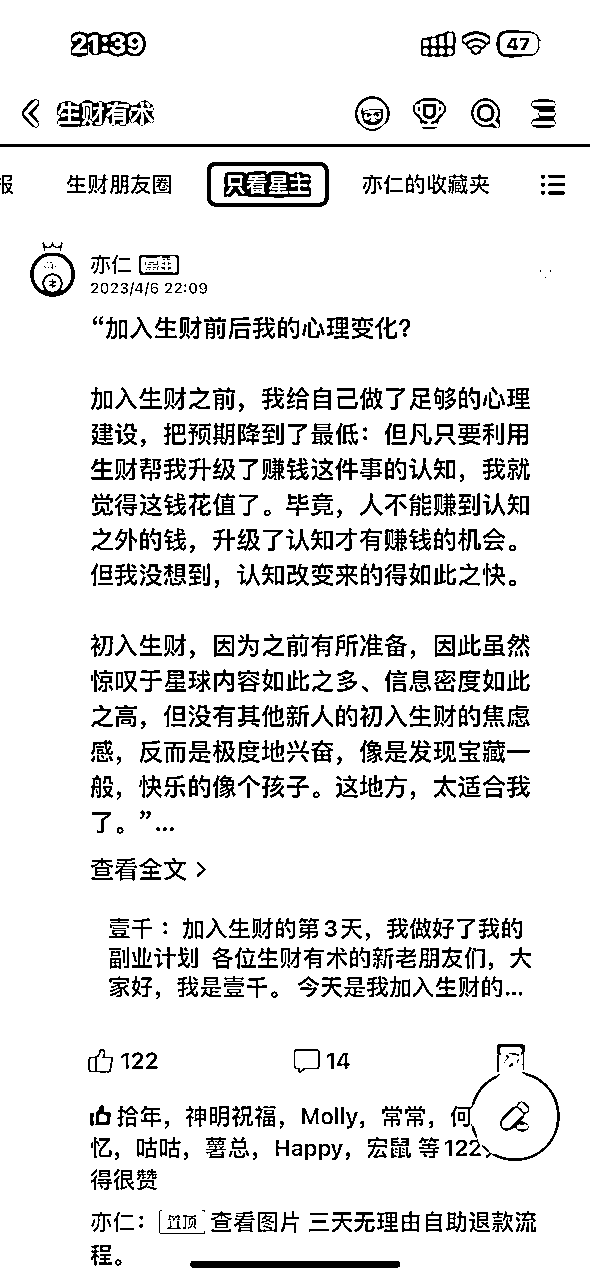 21:39
47
生财有术
报 生财朋友圈 只看星主 亦仁的收藏夹
亦仁 星主
2023/4/6 22:09
“加入生财前后我的心理变化？
加入生财之前，我给自己做了足够的心理
建设，把预期降到了最低：但凡只要利用
生财帮我升级了赚钱这件事的认知，我就
觉得这钱花值了。毕竟，人不能赚到认知
之外的钱，升级了认知才有赚钱的机会。
但我没想到，认知改变来的得如此之快。
初入生财，因为之前有所准备，因此虽然
惊叹于星球内容如此之多、信息密度如此
之高，但没有其他新人的初入生财的焦虑
感，反而是极度地兴奋，像是发现宝藏一
般，快乐的像个孩子。这地方，太适合我
了。”...
查看全文 >
壹千：加入生财的第3天，我做好了我的
副业计划 各位生财有术的新老朋友们，大
家好，我是壹千。 今天是我加入生财的...
122 14
拾年，神明祝福，Molly，常常，何
忆，咕咕，薯总，Happy，宏鼠 等122
得很赞
亦仁： 置顶 查看图片 三天无理由自助退款流
程。